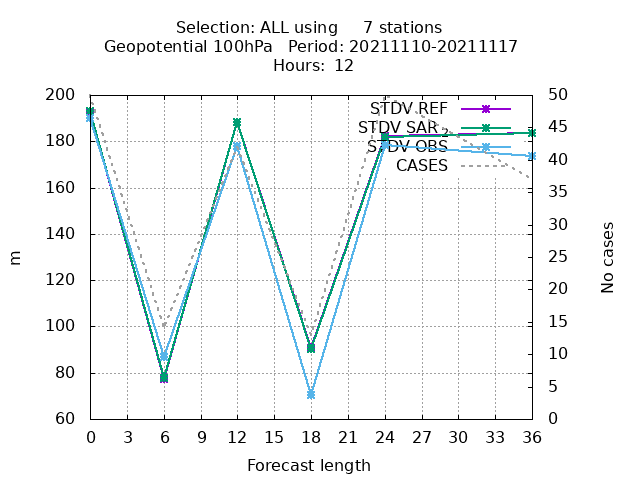 Selection: ALL using 7 stations
Geopotential 100hPa Period: 20211110-20211117
Hours: 12
STDV REF
STDV SAR_2
STDV OBS
CASES
200
180
160
140
120
100
80
60
50
45
40
35
30
25
20
15
10
5
0
m
No cases
0 3 6 9 12 15 18 21 24 27 30 33 36
Forecast length